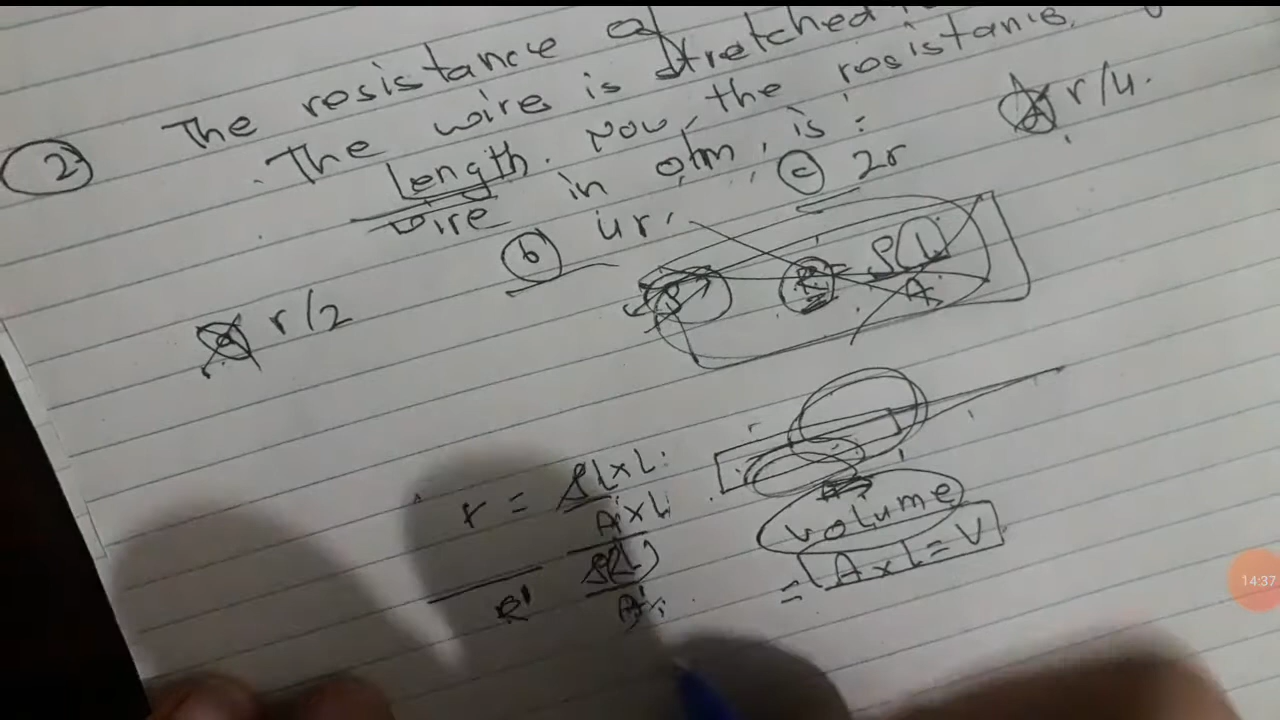 2
The resistance of
The wire is stretched
Length. Now, the resistance
wire in ohm, is:
a r/2
b 4r.
c 2r
r/4.
R = ρ(L)
A
r = ρL×L
A×L
R' ρ(L)
A'
Volume
= A×L=V
14:37